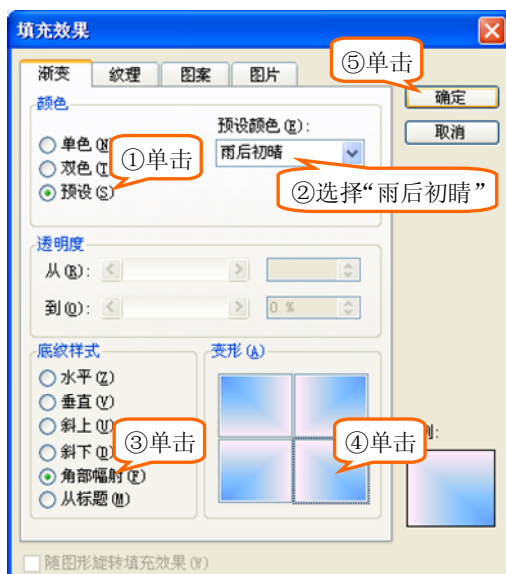 填充效果
渐变 纹理 图案 图片
⑤单击
确定
取消
颜色
单色(N)
双色(T)
预设(S)
①单击
预设颜色(E):
雨后初晴
②选择“雨后初晴”
透明度
从(R):
到(O): 0 %
底纹样式
水平(Z)
垂直(V)
斜上(U)
斜下(D)
角部幅射(F)
从标题(M)
③单击
变形(A)
④单击
随图形旋转填充效果(W)